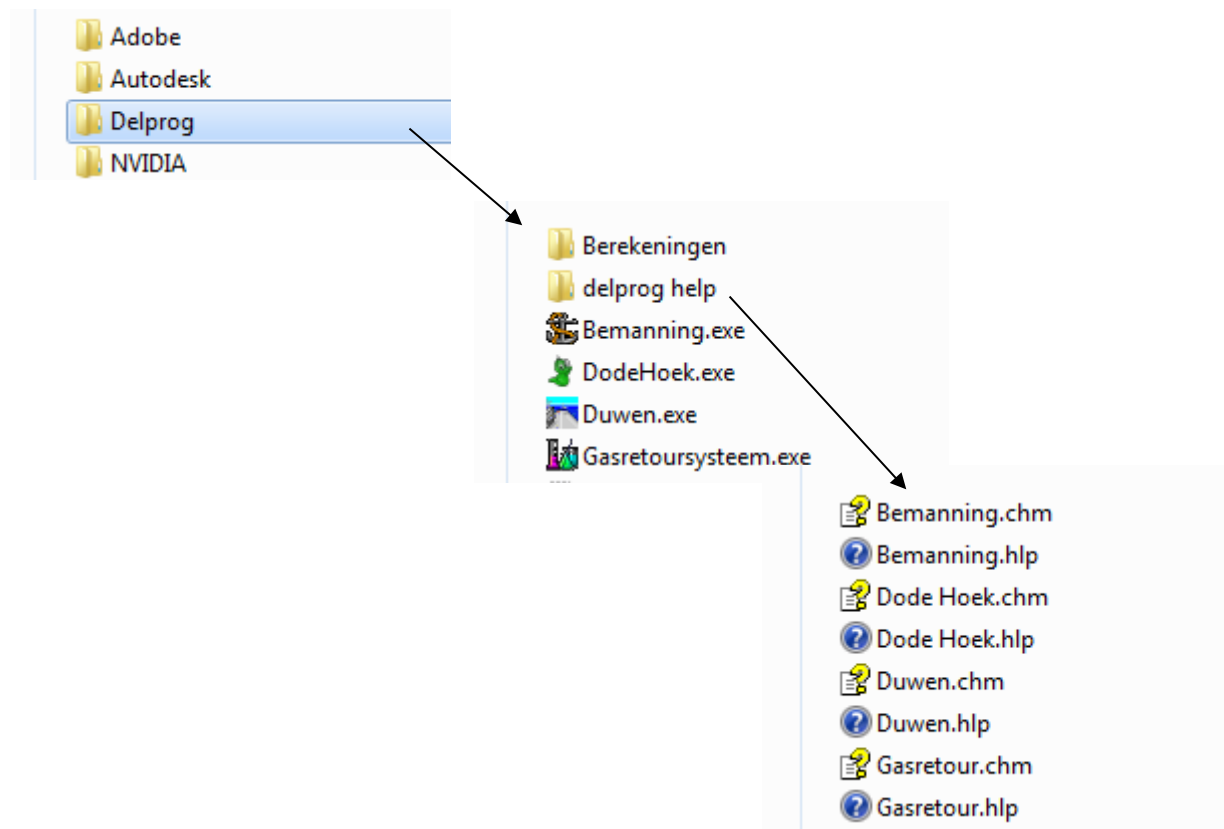 Adobe
Autodesk
Delprog
NVIDIA
Berekeningen
delprog help
Bemanning.exe
DodeHoek.exe
Duwen.exe
Gasretoursysteem.exe
Bemanning.chm
Bemanning.hlp
Dode Hoek.chm
Dode Hoek.hlp
Duwen.chm
Duwen.hlp
Gasretour.chm
Gasretour.hlp